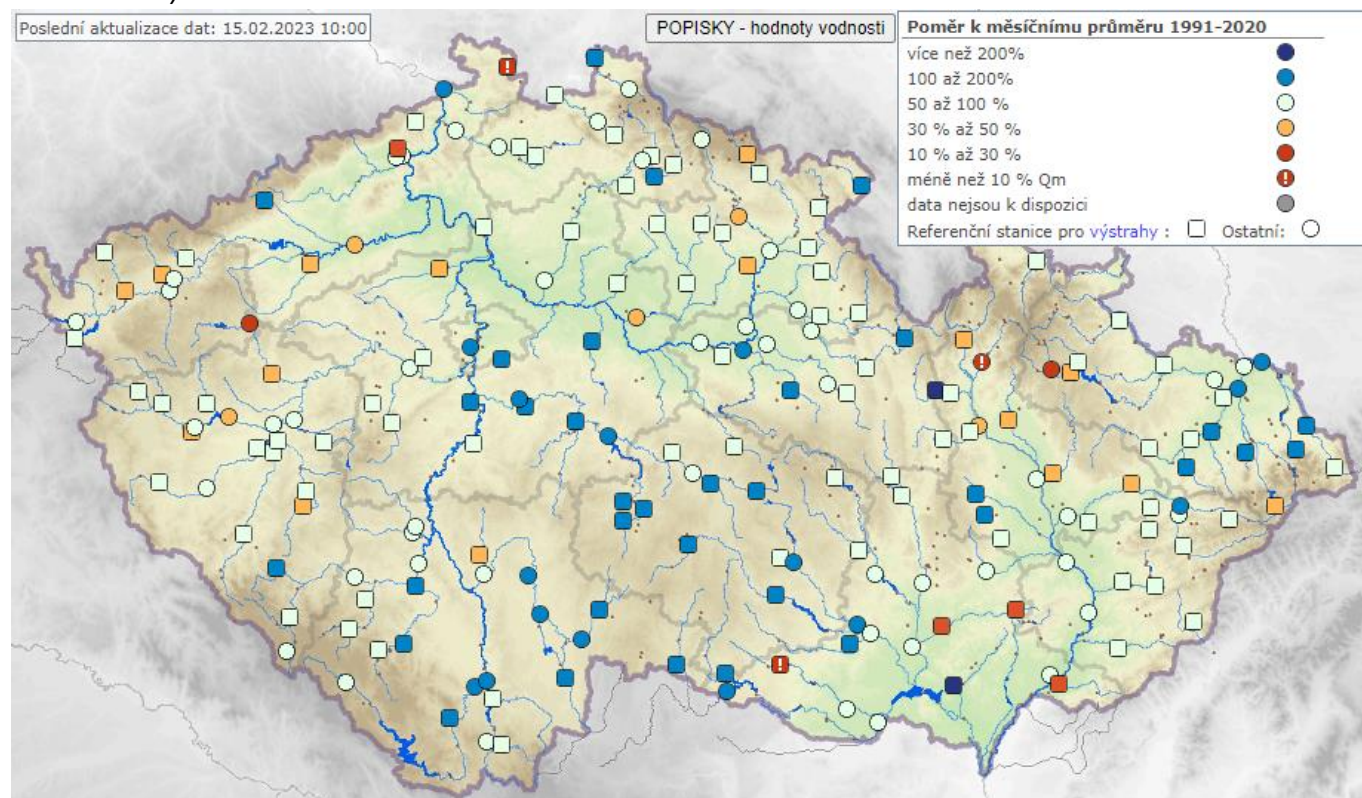 Poslední aktualizace dat: 15.02.2023 10:00
POPISKY - hodnoty vodnosti
Poměr k měsíčnímu průměru 1991-2020
více než 200%
100 až 200%
50 až 100 %
30 % až 50 %
10 % až 30 %
méně než 10 % Qm
data nejsou k dispozici
Referenční stanice pro výstrahy : Ostatní: